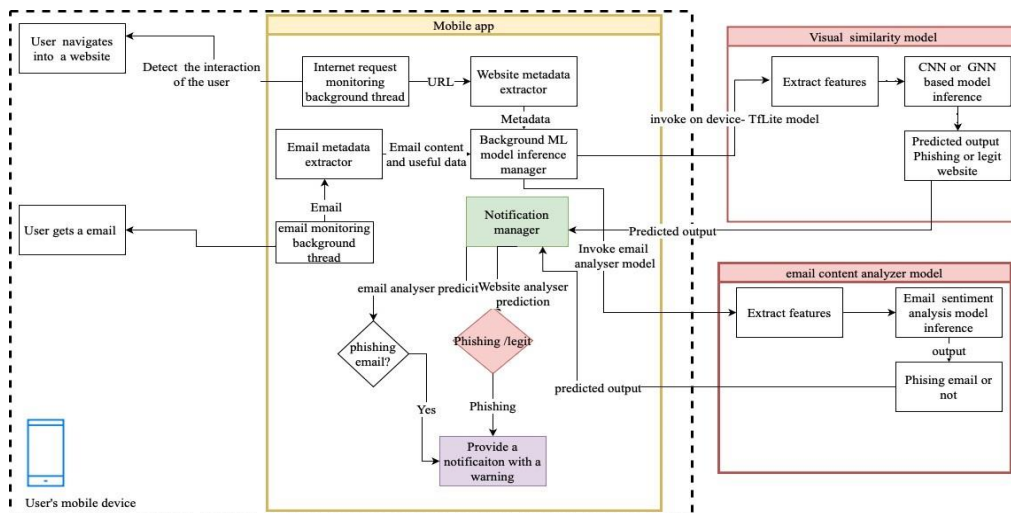 Mobile app
Visual similarity model
User navigates
into a website
Detect the interaction
of the user
Internet request
monitoring
background thread
URL
Website metadata
extractor
Metadata
Extract features
CNN or GNN
based model
inference
invoke on device- TfLite model
Email metadata
extractor
Email content
and useful data
Background ML
model inference
manager
Predicted output
Phishing or legit
website
Email
email monitoring
background
thread
User gets a email
Notification
manager
Predicted output
Invoke email
analyser model
email content analyzer model
email analyser predicit
Website analyser
prediction
Extract features
Email sentiment
analysis model
inference
output
phishing
email?
Phishing /legit
predicted output
Phising email or
not
Yes
Phishing
Provide a
notificaiton with a
warning
User's mobile device